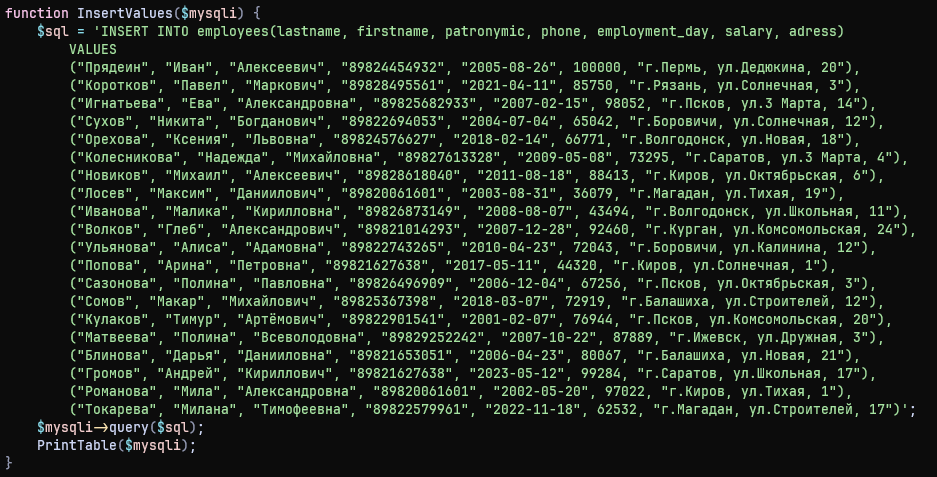 function InsertValues($mysqli) {
$sql = 'INSERT INTO employees(lastname, firstname, patronymic, phone, employment_day, salary, adress)
VALUES
("Прядеин", "Иван", "Алексеевич", "89824454932", "2005-08-26", 100000, "г.Пермь, ул.Дедюкина, 20"),
("Коротков", "Павел", "Маркович", "89828495561", "2021-04-11", 85750, "г.Рязань, ул.Солнечная, 3"),
("Игнатьева", "Ева", "Александровна", "89825682933", "2007-02-15", 98052, "г.Псков, ул.3 Марта, 14"),
("Сухов", "Никита", "Богданович", "89822694053", "2004-07-04", 65042, "г.Боровичи, ул.Солнечная, 12"),
("Орехова", "Ксения", "Львовна", "89824576627", "2018-02-14", 66771, "г.Волгодонск, ул.Новая, 18"),
("Колесникова", "Надежда", "Михайловна", "89827613328", "2009-05-08", 73295, "г.Саратов, ул.3 Марта, 4"),
("Новиков", "Михаил", "Алексеевич", "89828618040", "2011-08-18", 88413, "г.Киров, ул.Октябрьская, 6"),
("Лосев", "Максим", "Даниилович", "89820061601", "2003-08-31", 36079, "г.Магадан, ул.Тихая, 19"),
("Иванова", "Малика", "Кирилловна", "89826873149", "2008-08-07", 43494, "г.Волгодонск, ул.Школьная, 11"),
("Волков", "Глеб", "Александрович", "89821014293", "2007-12-28", 92460, "г.Курган, ул.Комсомольская, 24"),
("Ульянова", "Алиса", "Адамовна", "89822743265", "2010-04-23", 72043, "г.Боровичи, ул.Калинина, 12"),
("Попова", "Арина", "Петровна", "89821627638", "2017-05-11", 44320, "г.Киров, ул.Солнечная, 1"),
("Сазонова", "Полина", "Павловна", "89826496909", "2006-12-04", 67256, "г.Псков, ул.Октябрьская, 3"),
("Сомов", "Макар", "Михайлович", "89825367398", "2018-03-07", 72919, "г.Балашиха, ул.Строителей, 12"),
("Кулаков", "Тимур", "Артёмович", "89822901541", "2001-02-07", 76944, "г.Псков, ул.Комсомольская, 20"),
("Матвеева", "Полина", "Всеволодовна", "89829252242", "2007-10-22", 87889, "г.Ижевск, ул.Дружная, 3"),
("Блинова", "Дарья", "Данииловна", "89821653051", "2006-04-23", 80067, "г.Балашиха, ул.Новая, 21"),
("Громов", "Андрей", "Кириллович", "89821627638", "2023-05-12", 99284, "г.Саратов, ул.Школьная, 17"),
("Романова", "Мила", "Александровна", "89820061601", "2002-05-20", 97022, "г.Киров, ул.Тихая, 1"),
("Токарева", "Милана", "Тимофеевна", "89822579961", "2022-11-18", 62532, "г.Магадан, ул.Строителей, 17")';
$mysqli->query($sql);
PrintTable($mysqli);
}